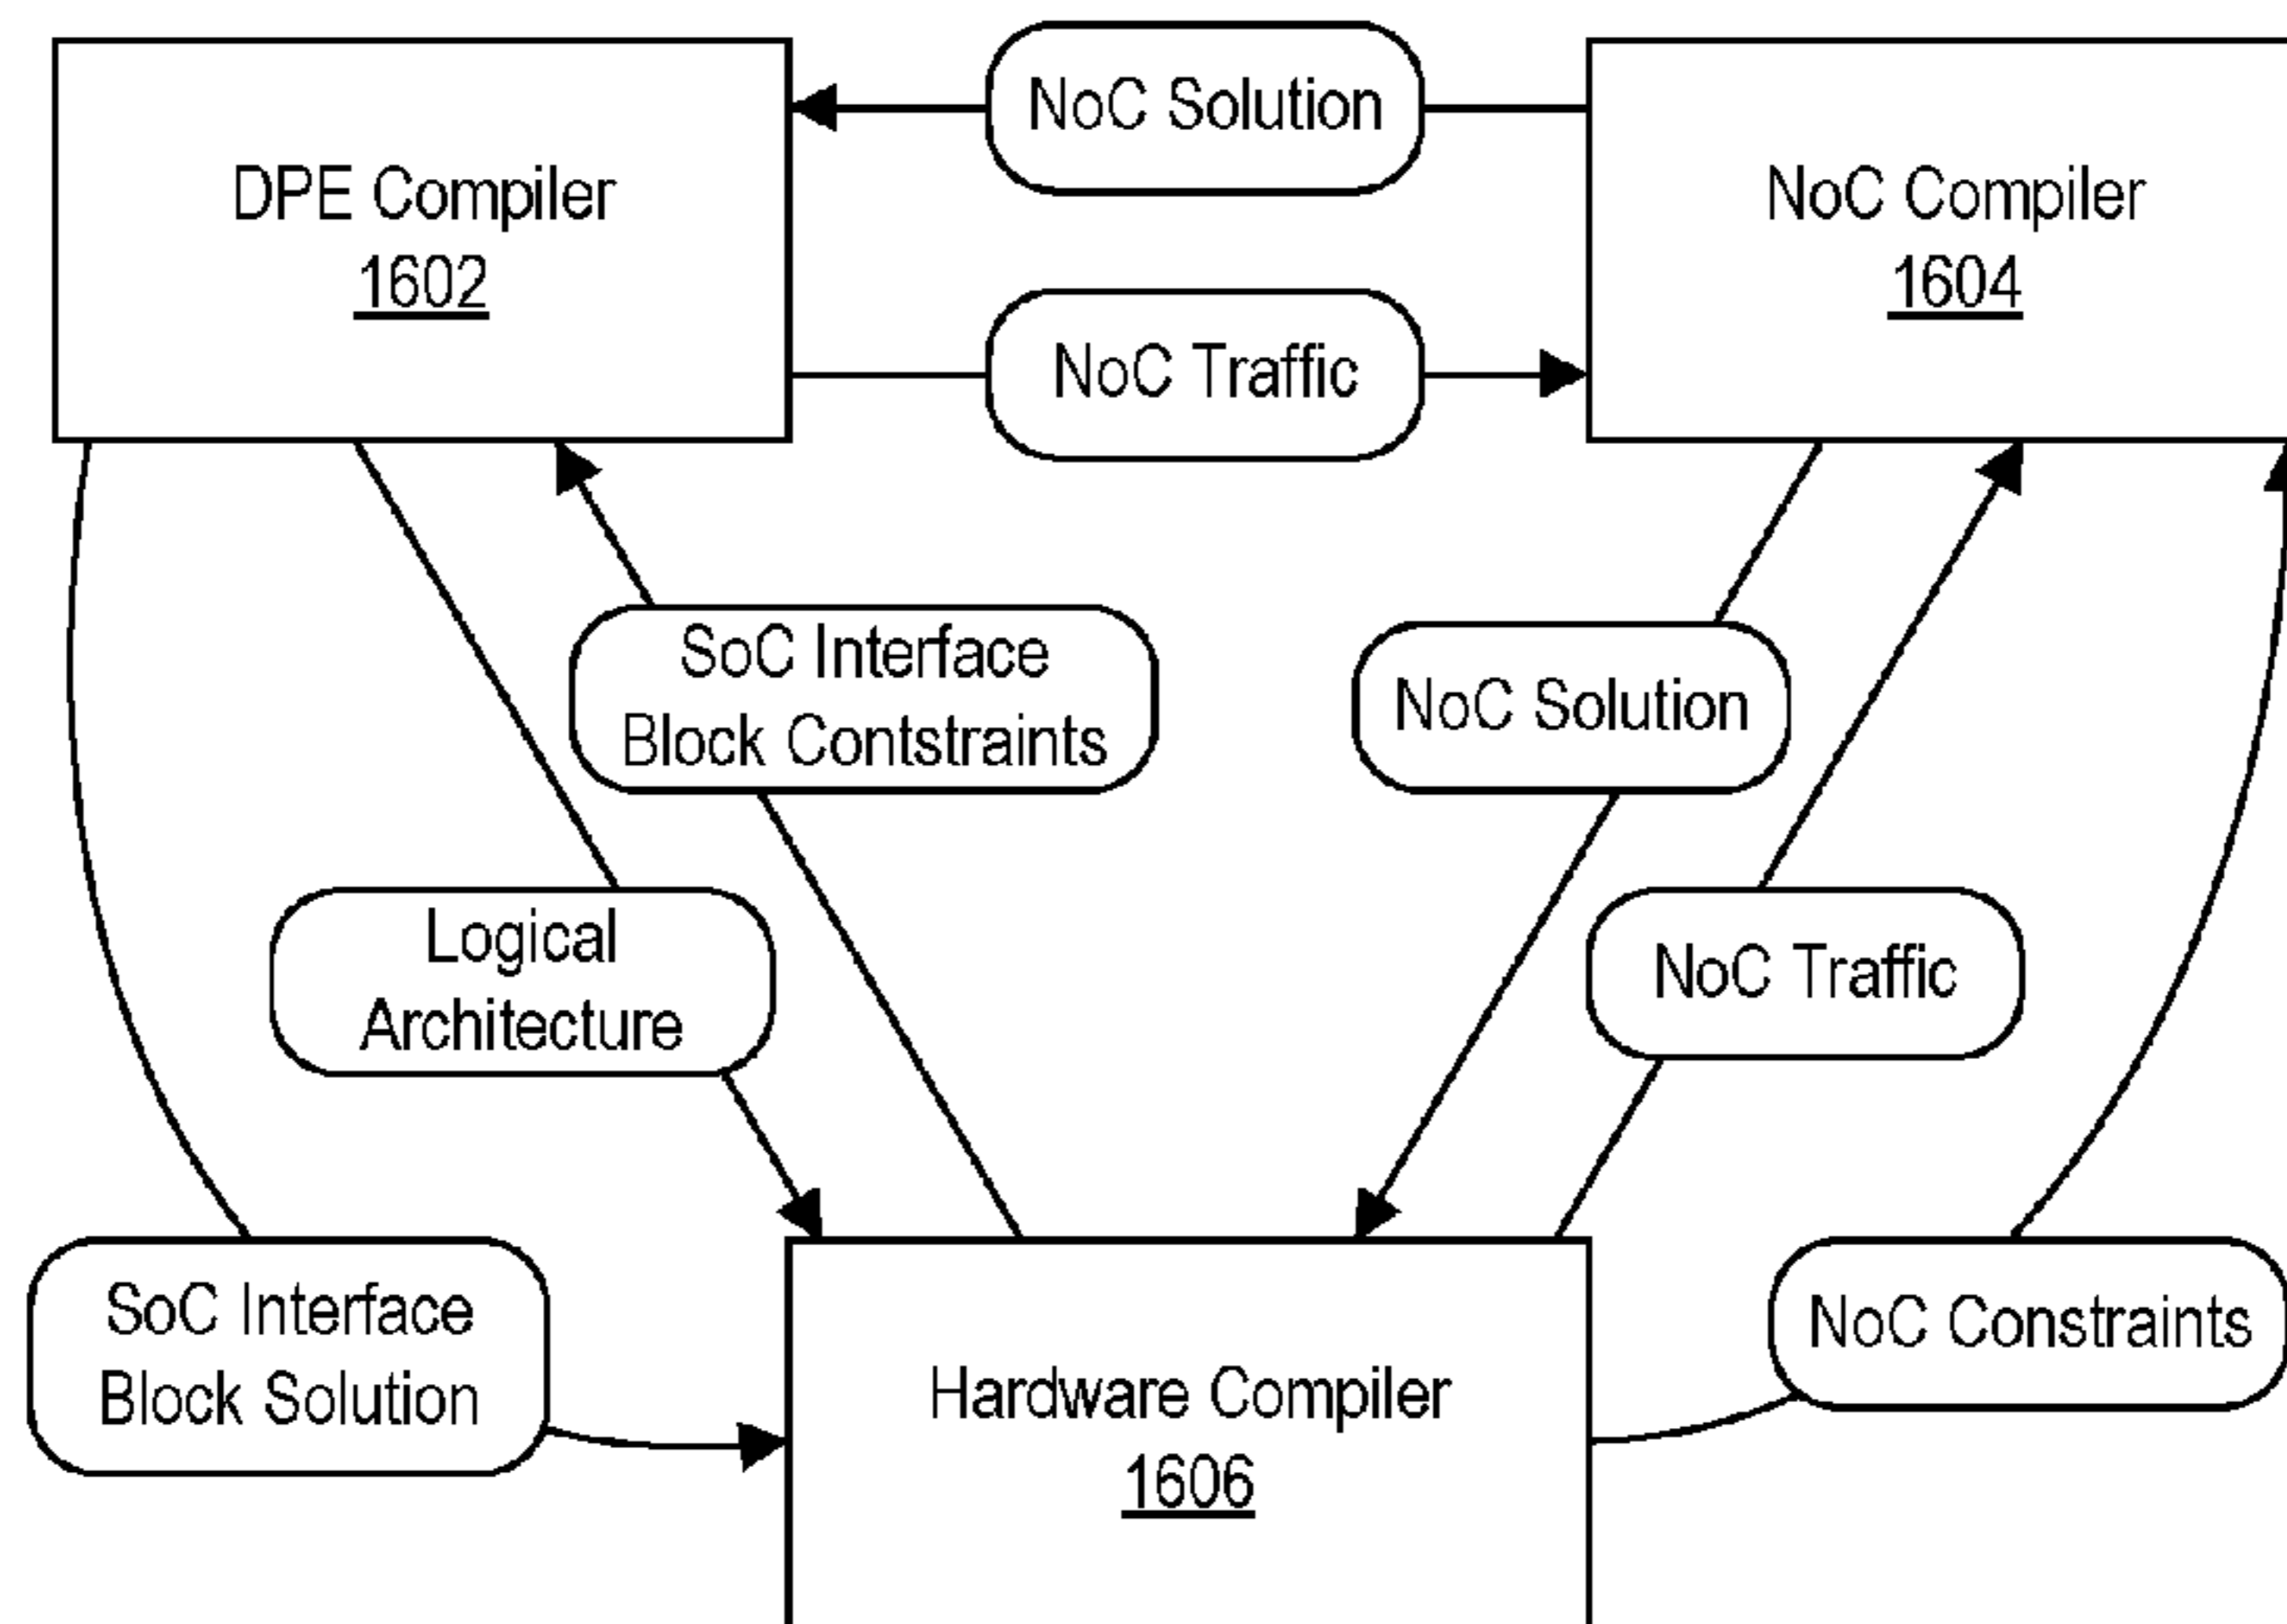 NoC Solution
DPE Compiler
1602
NoC Compiler
1604
NoC Traffic
SoC Interface
Block Contstraints
NoC Solution
Logical
Architecture
NoC Traffic
SoC Interface
Block Solution
NoC Constraints
Hardware Compiler
1606